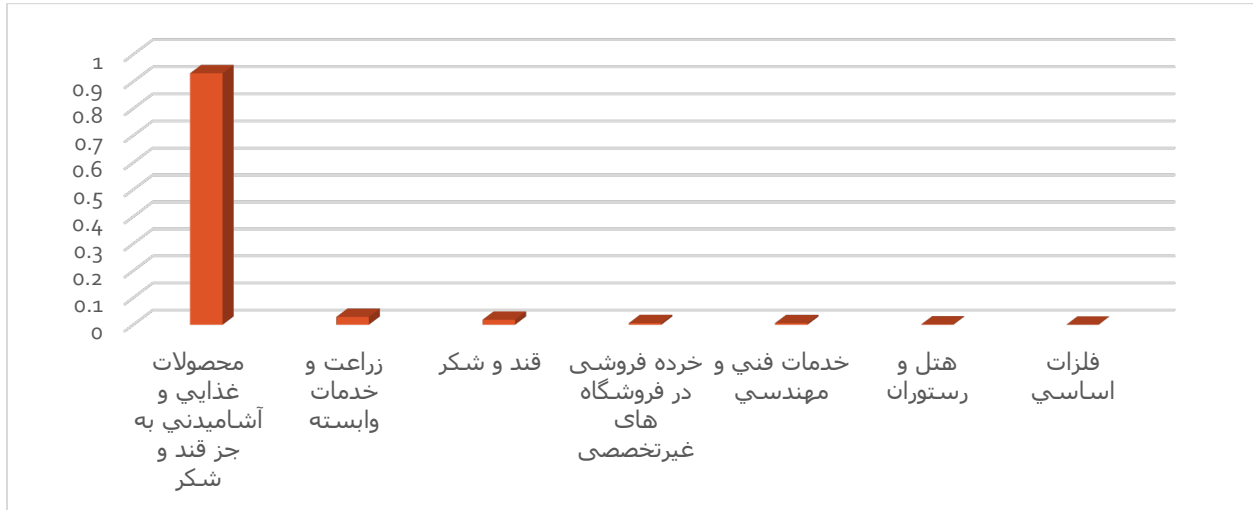 1
0.9
0.8
0.7
0.6
0.5
0.4
0.3
0.2
0.1
0
محصولات
غذايي و
آشاميدني به
جز قند و
شكر
زراعت و
خدمات
وابسته
قند و شكر
خرده فروشی
در فروشگاه
های
غیرتخصصی
خدمات فني و
مهندسي
هتل و
رستوران
فلزات
اساسي